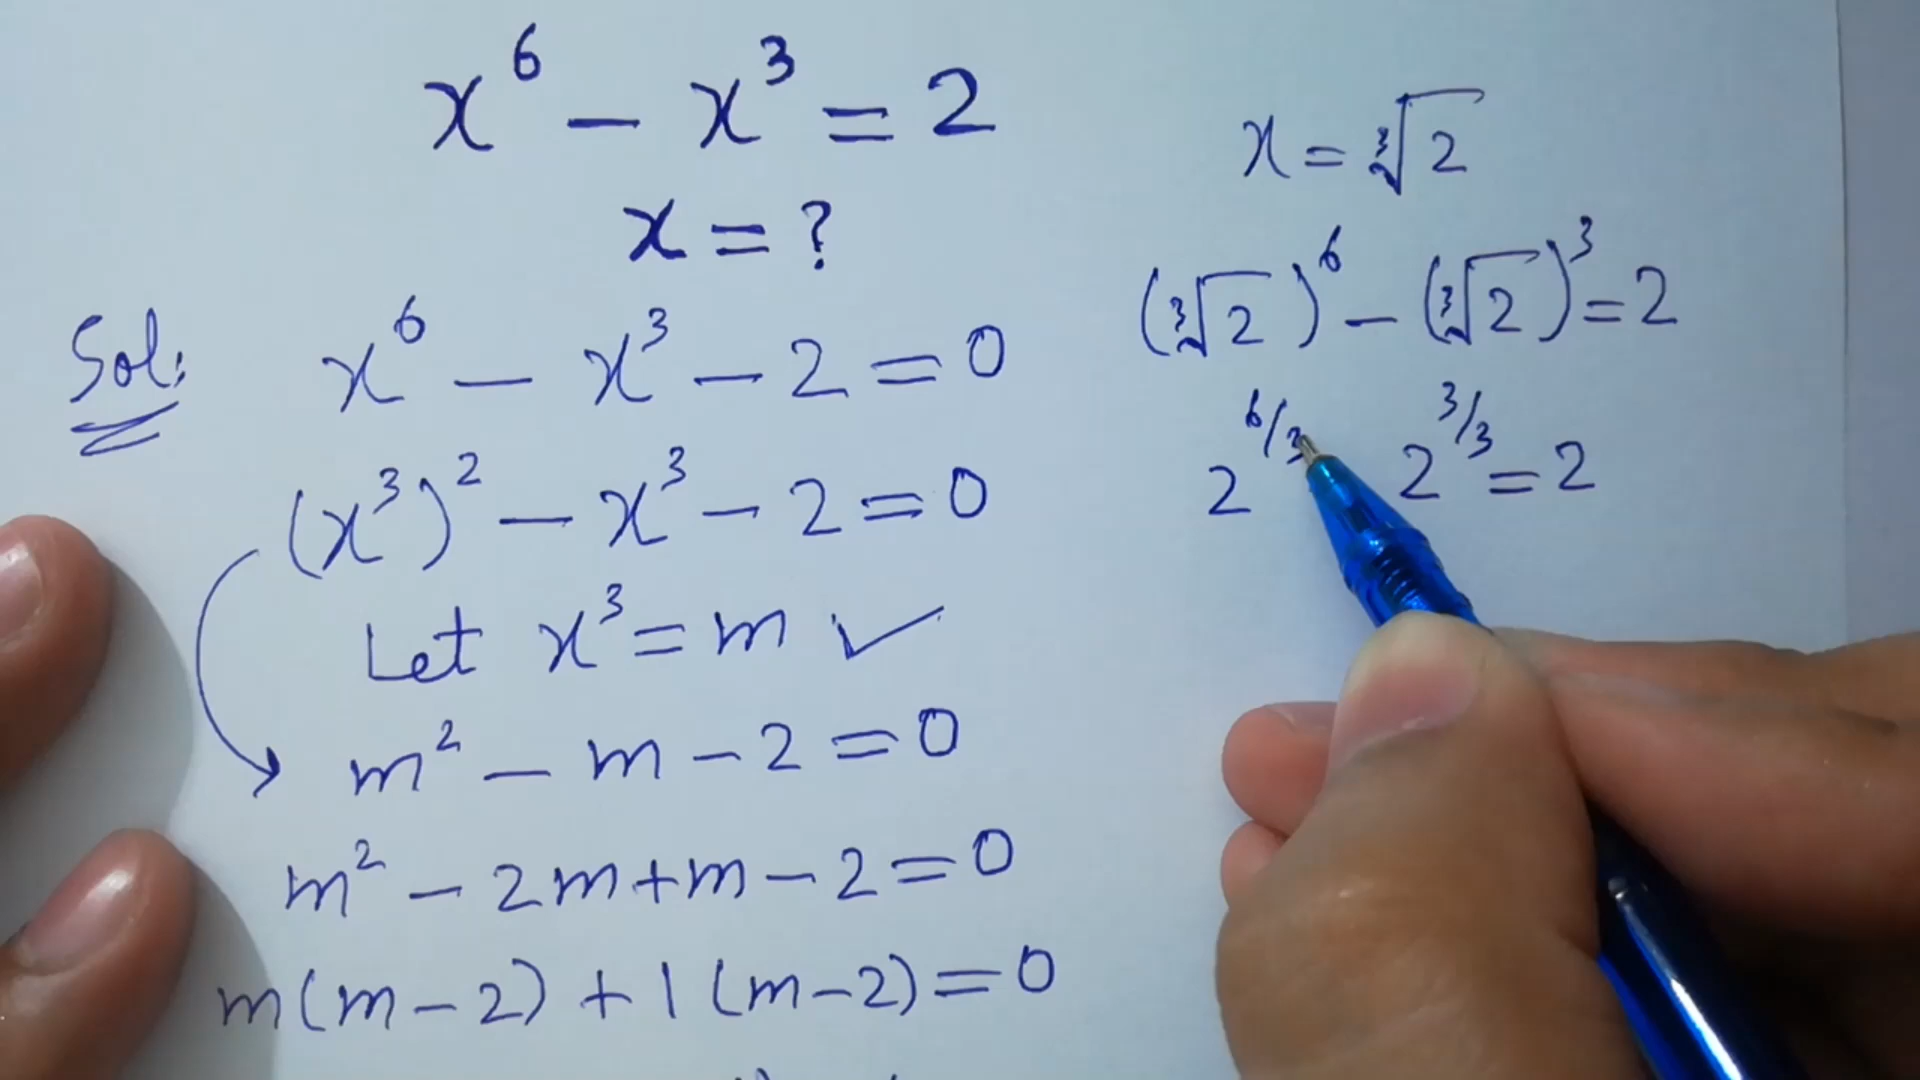 x⁶ − x³ = 2
x = ?
Sol:
x⁶ − x³ − 2 = 0
(x³)² − x³ − 2 = 0
Let x³ = m ✓
m² − m − 2 = 0
m² − 2m + m − 2 = 0
m(m − 2) + 1(m − 2) = 0
x = ∛2
(∛2)⁶ − (∛2)³ = 2
2^6/3 2^3/3 = 2